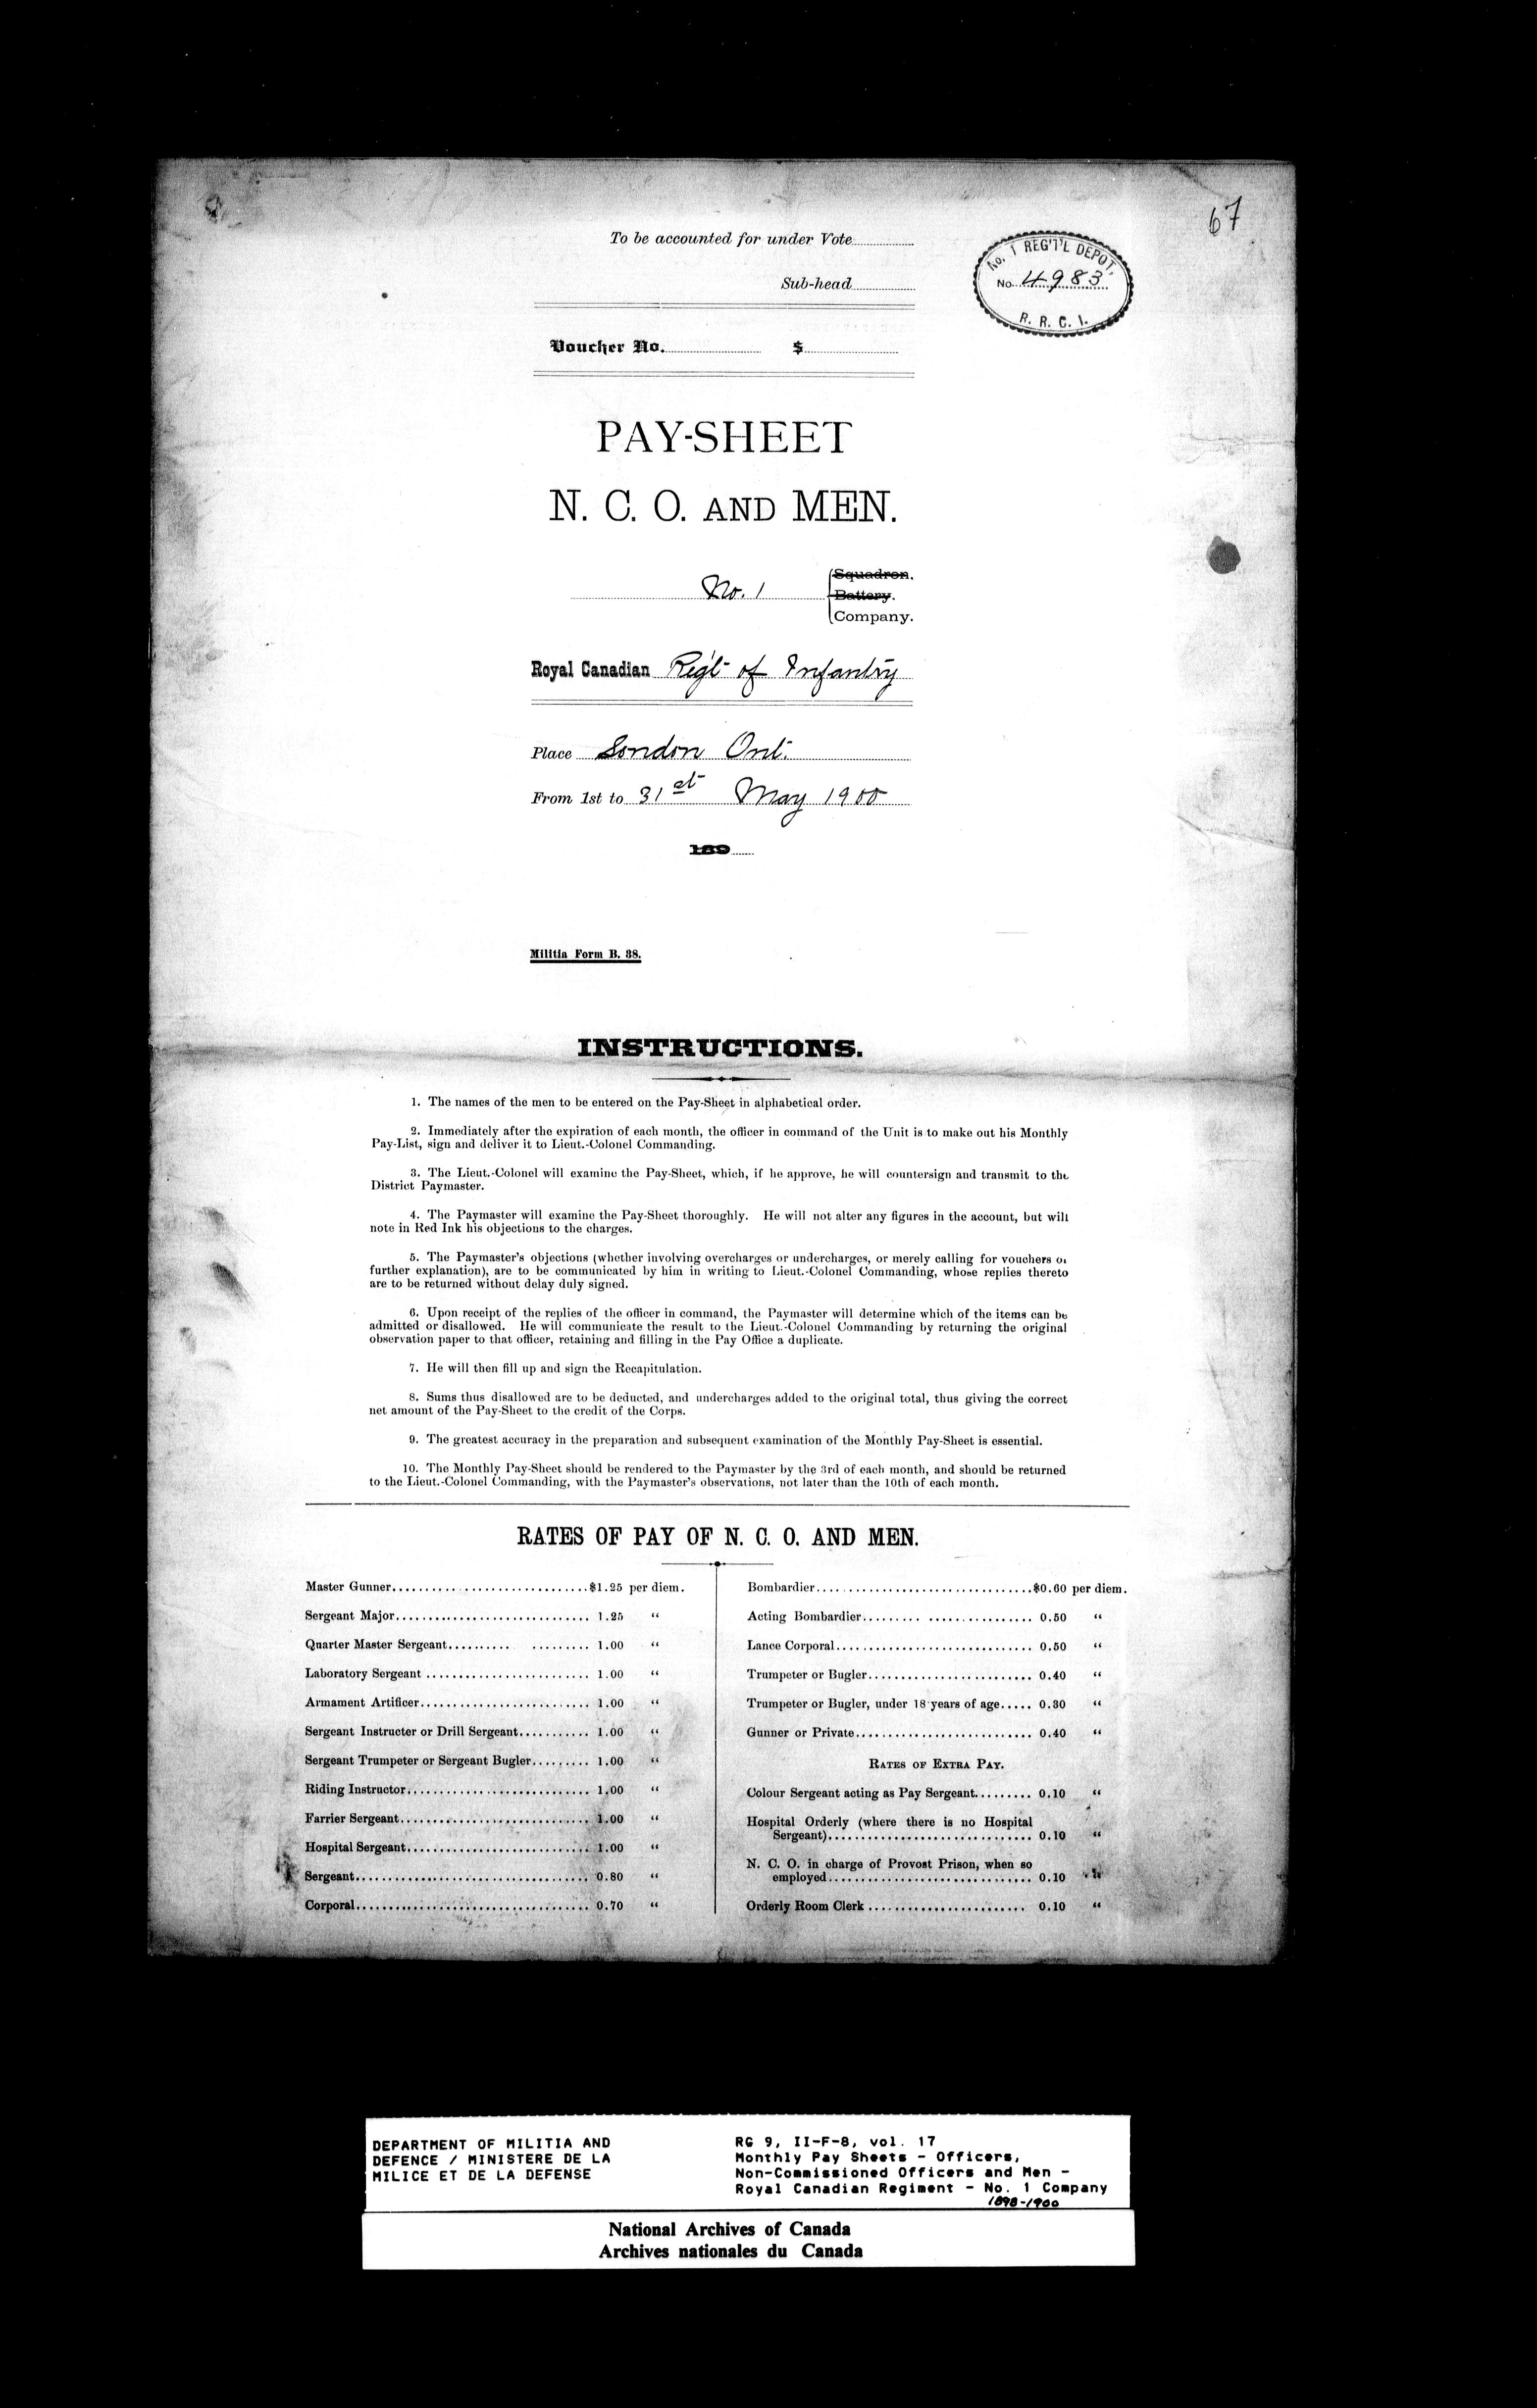 67
To be accounted for under Vote
Sub-head
No. 1 REG'T'L DEPOT,
No. 4983
R. R. C. I.
Voucher No. $
PAY-SHEET
N. C. O. AND MEN.
Squadron.
No. 1 Battery.
Company.
Royal Canadian Reg't of Infantry
Place London Ont.
From 1st to 31st May 1900
189
Militia Form B. 38.
INSTRUCTIONS.
1. The names of the men to be entered on the Pay-Sheet in alphabetical order.
2. Immediately after the expiration of each month, the officer in command of the Unit is to make out his Monthly
Pay-List, sign and deliver it to Lieut.-Colonel Commanding.
3. The Lieut.-Colonel will examine the Pay-Sheet, which, if he approve, he will countersign and transmit to the
District Paymaster.
4. The Paymaster will examine the Pay-Sheet thoroughly. He will not alter any figures in the account, but will
note in Red Ink his objections to the charges.
5. The Paymaster's objections (whether involving overcharges or undercharges, or merely calling for vouchers or
further explanation), are to be communicated by him in writing to Lieut.-Colonel Commanding, whose replies thereto
are to be returned without delay duly signed.
6. Upon receipt of the replies of the officer in command, the Paymaster will determine which of the items can be
admitted or disallowed. He will communicate the result to the Lieut.-Colonel Commanding by returning the original
observation paper to that officer, retaining and filling in the Pay Office a duplicate.
7. He will then fill up and sign the Recapitulation.
8. Sums thus disallowed are to be deducted, and undercharges added to the original total, thus giving the correct
net amount of the Pay-Sheet to the credit of the Corps.
9. The greatest accuracy in the preparation and subsequent examination of the Monthly Pay-Sheet is essential.
10. The Monthly Pay-Sheet should be rendered to the Paymaster by the 3rd of each month, and should be returned
to the Lieut.-Colonel Commanding, with the Paymaster's observations, not later than the 10th of each month.
RATES OF PAY OF N. C. O. AND MEN.
Master Gunner $1.25 per diem.
Sergeant Major 1.25 "
Quarter Master Sergeant 1.00 "
Laboratory Sergeant 1.00 "
Armament Artificer 1.00 "
Sergeant Instructer or Drill Sergeant 1.00 "
Sergeant Trumpeter or Sergeant Bugler 1.00 "
Riding Instructor 1.00 "
Farrier Sergeant 1.00 "
Hospital Sergeant 1.00 "
Sergeant 0.80 "
Corporal 0.70 "
Bombardier $0.60 per diem.
Acting Bombardier 0.50 "
Lance Corporal 0.50 "
Trumpeter or Bugler 0.40 "
Trumpeter or Bugler, under 18 years of age 0.30 "
Gunner or Private 0.40 "
RATES OF EXTRA PAY.
Colour Sergeant acting as Pay Sergeant 0.10 "
Hospital Orderly (where there is no Hospital
Sergeant) 0.10 "
N. C. O. in charge of Provost Prison, when so
employed 0.10 "
Orderly Room Clerk 0.10 "
DEPARTMENT OF MILITIA AND
DEFENCE / MINISTERE DE LA
MILICE ET DE LA DEFENSE
RG 9, II-F-8, vol. 17
Monthly Pay Sheets - Officers,
Non-Commissioned Officers and Men -
Royal Canadian Regiment - No. 1 Company
1898-1900
National Archives of Canada
Archives nationales du Canada